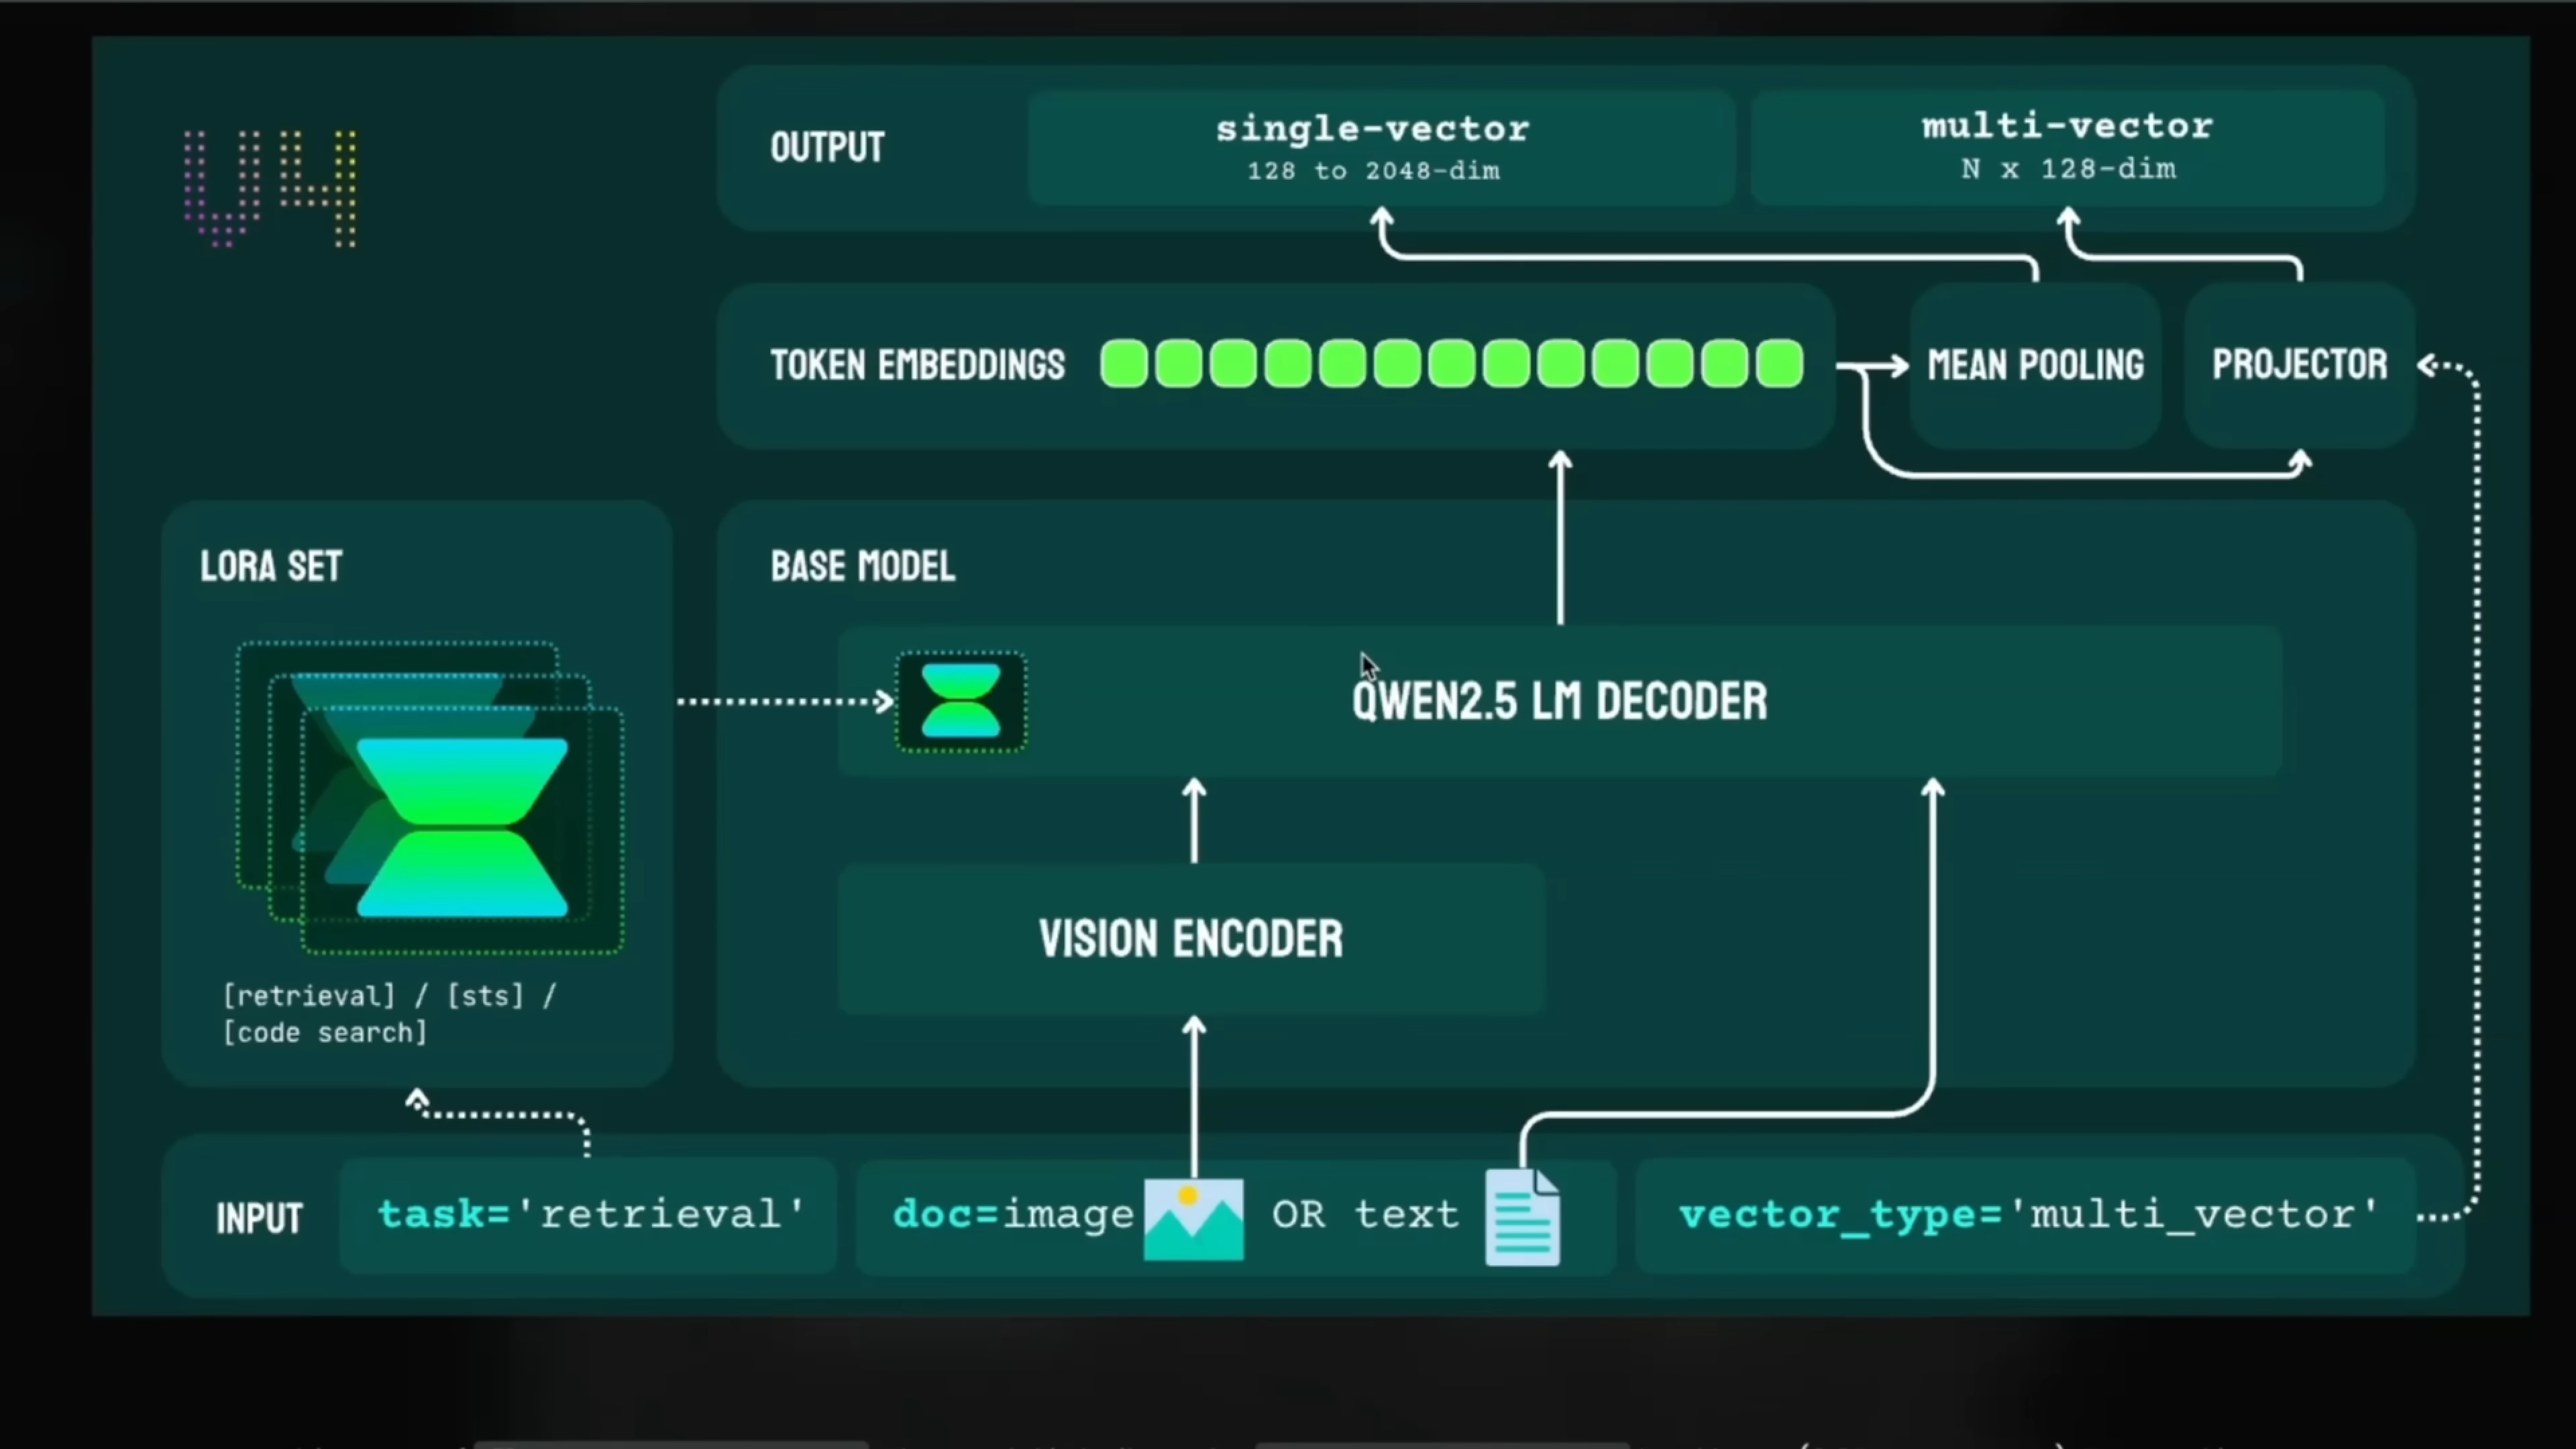 V4
OUTPUT
single-vector
128 to 2048-dim
multi-vector
N x 128-dim
TOKEN EMBEDDINGS
MEAN POOLING
PROJECTOR
LORA SET
[retrieval] / [sts] /
[code search]
BASE MODEL
QWEN2.5 LM DECODER
VISION ENCODER
INPUT
task='retrieval'
doc=image OR text
vector_type='multi_vector'